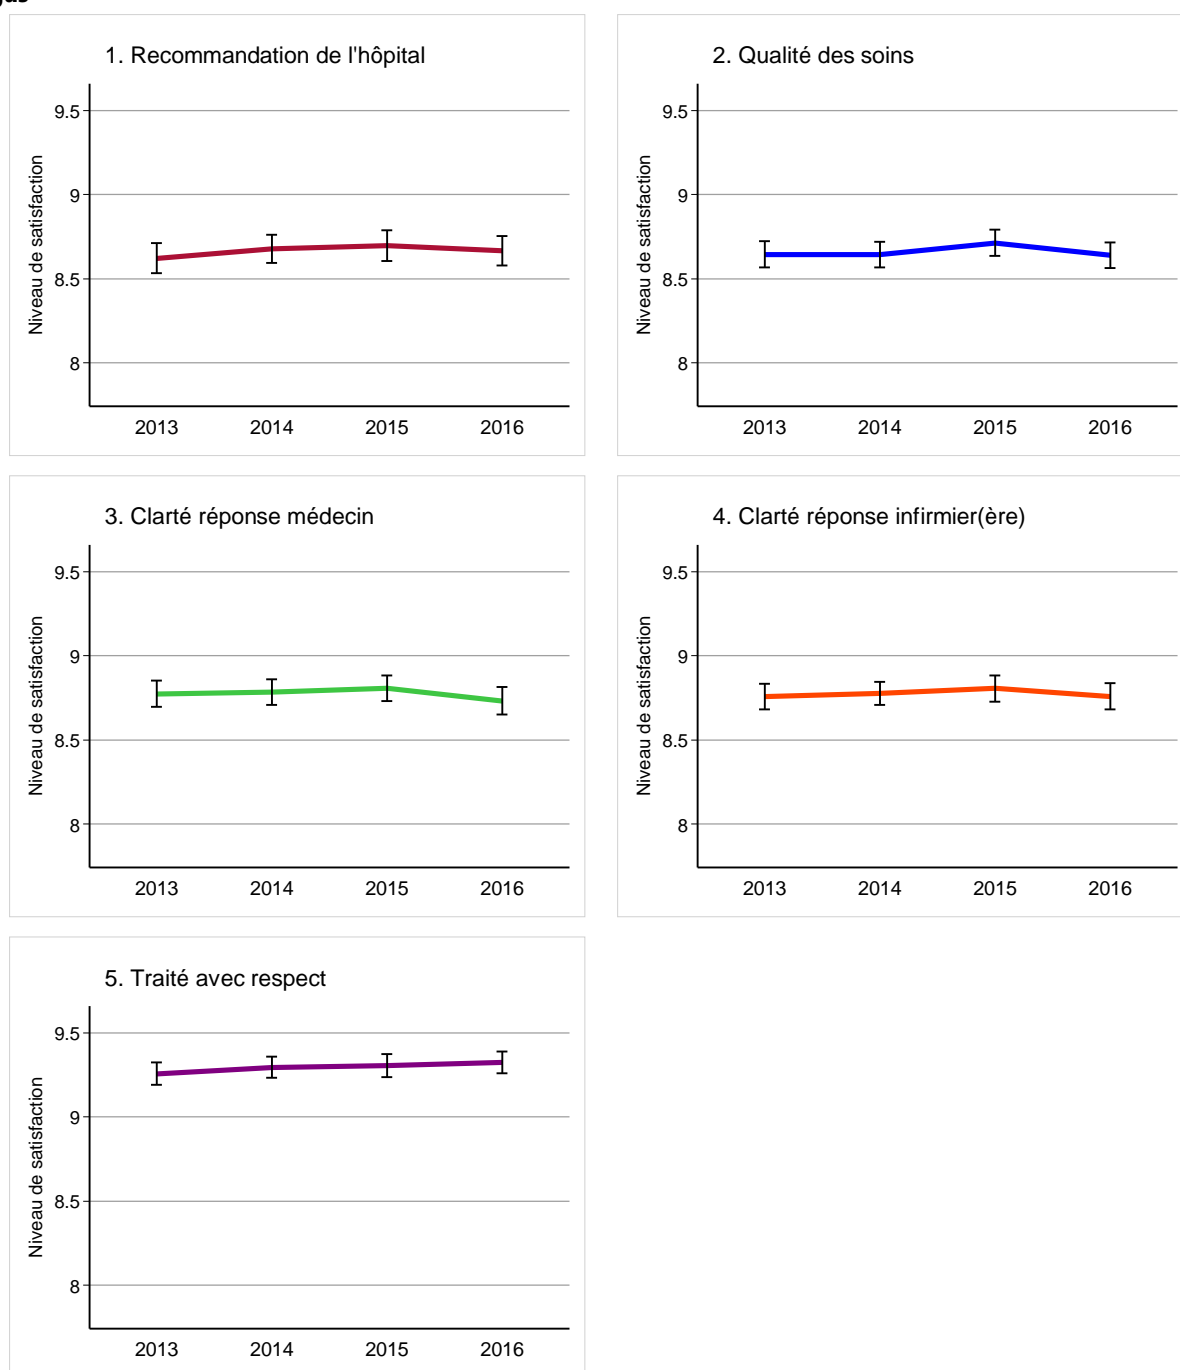 1. Recommandation de l'hôpital
Niveau de satisfaction
9.5
9
8.5
8
2013 2014 2015 2016
2. Qualité des soins
Niveau de satisfaction
9.5
9
8.5
8
2013 2014 2015 2016
3. Clarté réponse médecin
Niveau de satisfaction
9.5
9
8.5
8
2013 2014 2015 2016
4. Clarté réponse infirmier(ère)
Niveau de satisfaction
9.5
9
8.5
8
2013 2014 2015 2016
5. Traité avec respect
Niveau de satisfaction
9.5
9
8.5
8
2013 2014 2015 2016